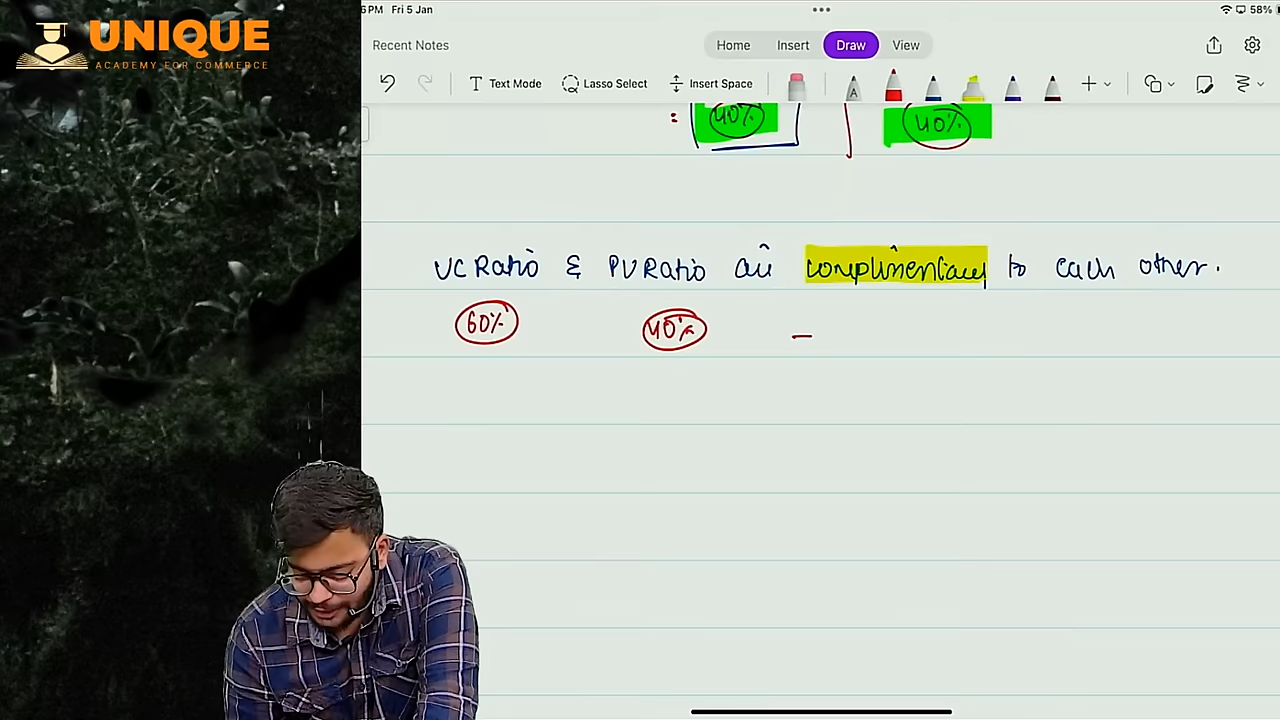 UNIQUE
ACADEMY FOR COMMERCE
5 PM Fri 5 Jan
58%
Recent Notes
Home Insert Draw View
Text Mode Lasso Select Insert Space
A
: 40% 40%
VC Ratio & PV Ratio are complimentary to each other.
60% 40% –